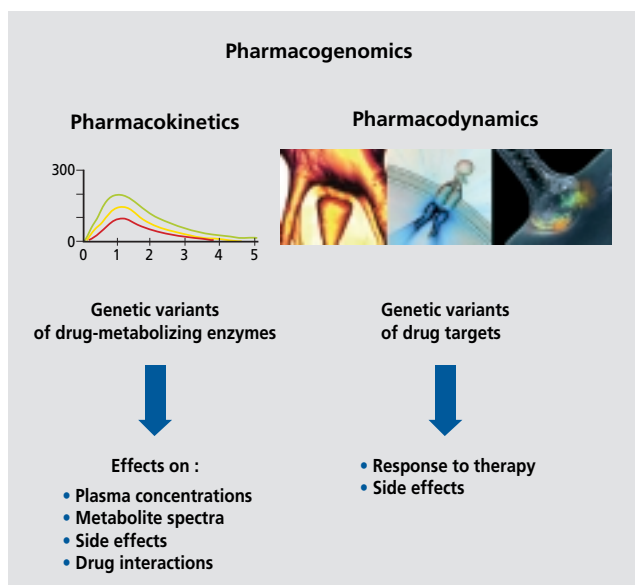 Pharmacogenomics
Pharmacokinetics
300
0
0 1 2 3 4 5
Genetic variants
of drug-metabolizing enzymes
Effects on :
• Plasma concentrations
• Metabolite spectra
• Side effects
• Drug interactions
Pharmacodynamics
Genetic variants
of drug targets
• Response to therapy
• Side effects